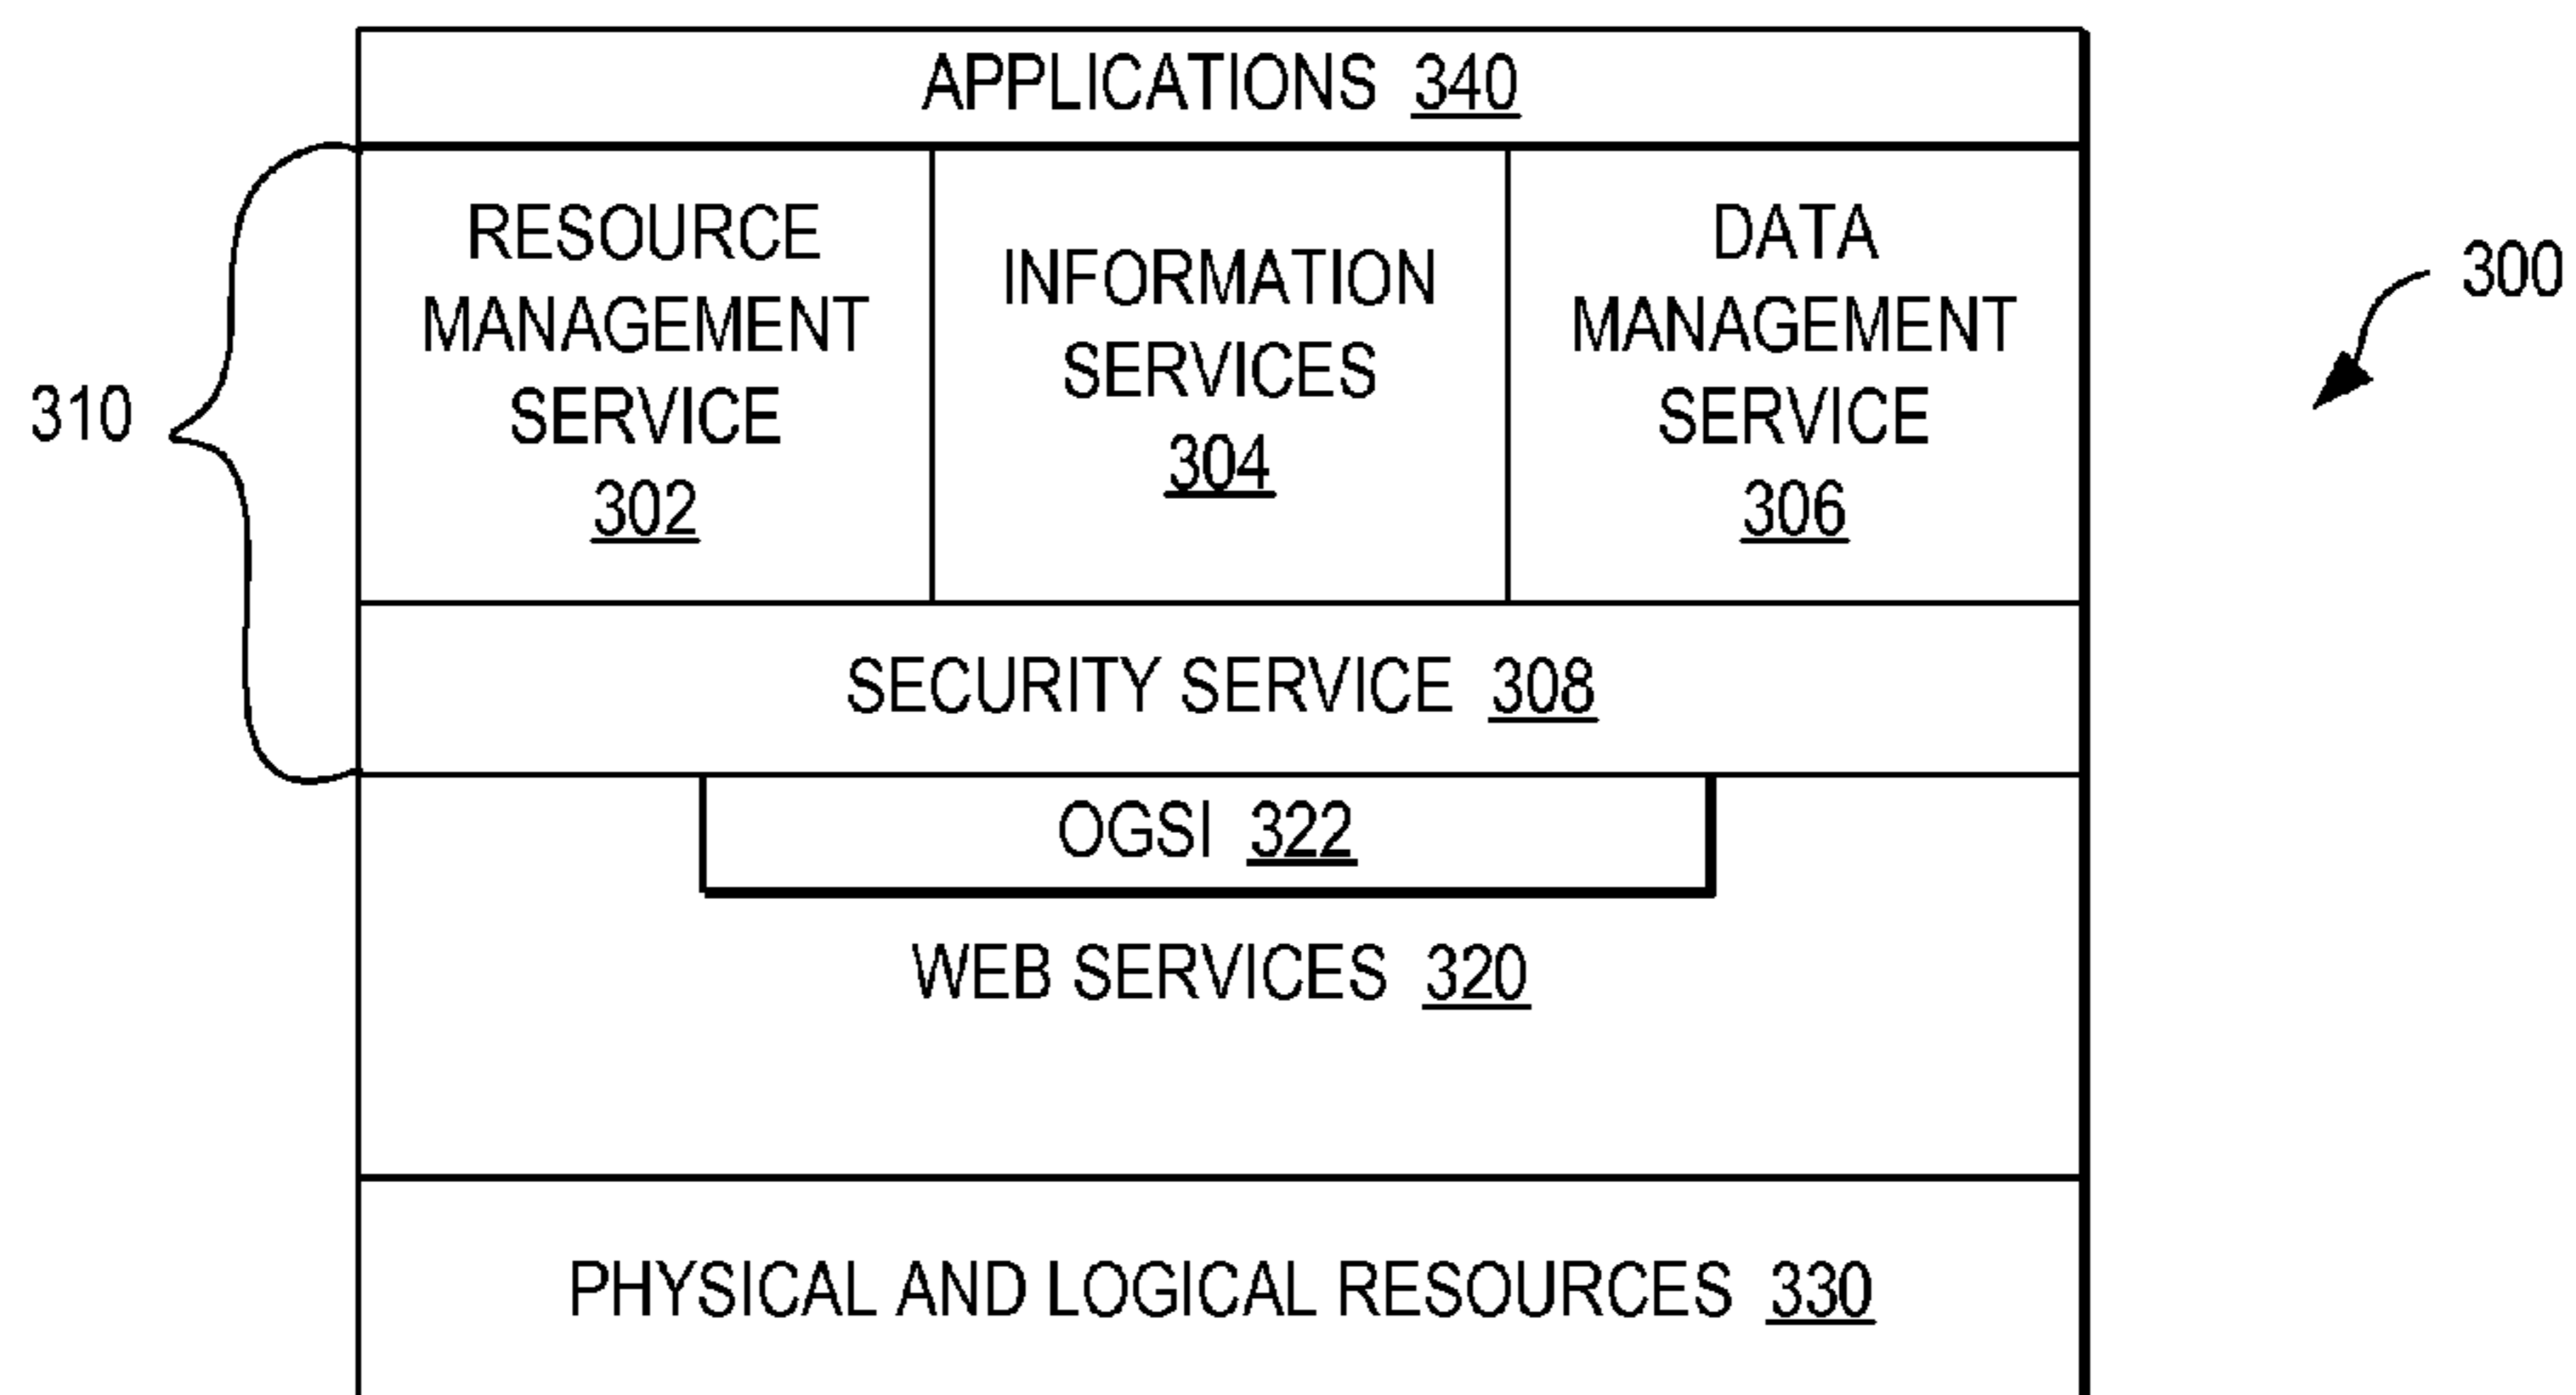 APPLICATIONS 340
RESOURCE
MANAGEMENT
SERVICE
302
INFORMATION
SERVICES
304
DATA
MANAGEMENT
SERVICE
306
300
310
SECURITY SERVICE 308
OGSI 322
WEB SERVICES 320
PHYSICAL AND LOGICAL RESOURCES 330